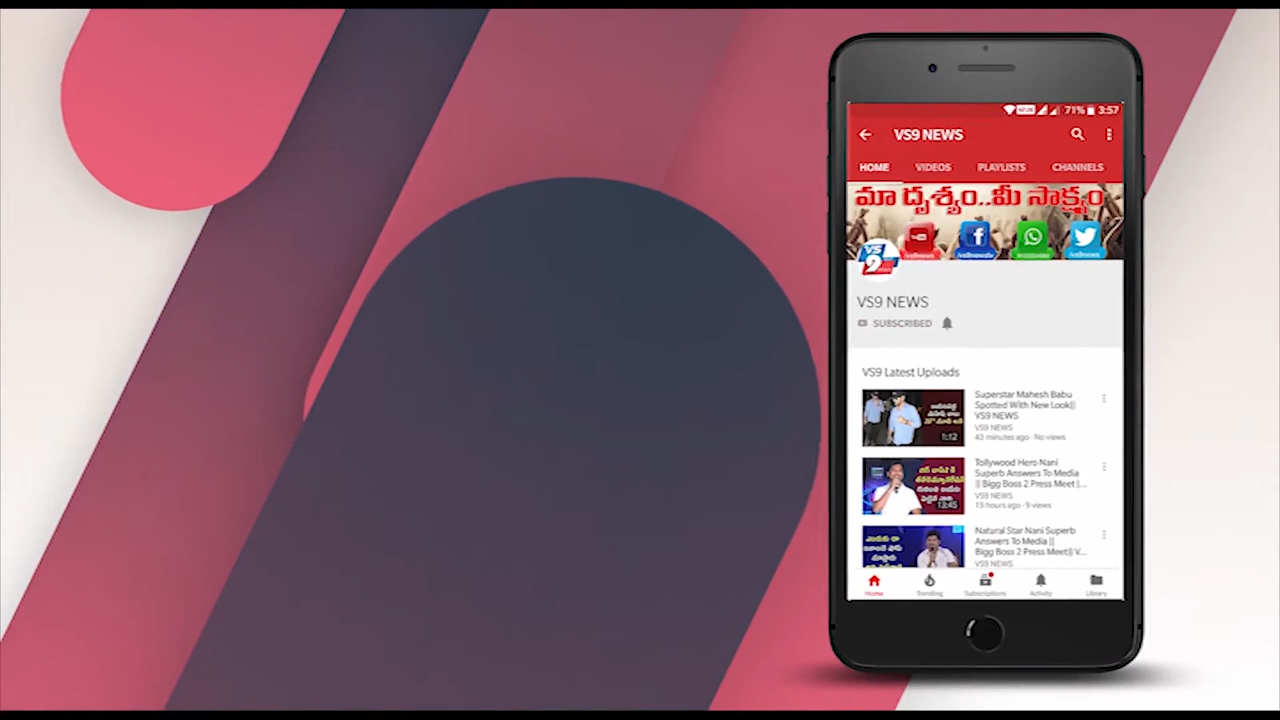 71% 3:57
VS9 NEWS
HOME VIDEOS PLAYLISTS CHANNELS
మా దృశ్యం..మీ సాక్ష్యం
VS
9
VS9 NEWS
SUBSCRIBED
VS9 Latest Uploads
Superstar Mahesh Babu
Spotted With New Look||
VS9 NEWS
VS9 NEWS
43 minutes ago · No views
1:12
Tollywood Hero Nani
Superb Answers To Media
|| Bigg Boss 2 Press Meet ||...
VS9 NEWS
15 hours ago · 9 views
13:45
Natural Star Nani Superb
Answers To Media ||
Bigg Boss 2 Press Meet|| V...
VS9 NEWS
Home Trending Subscriptions Activity Library